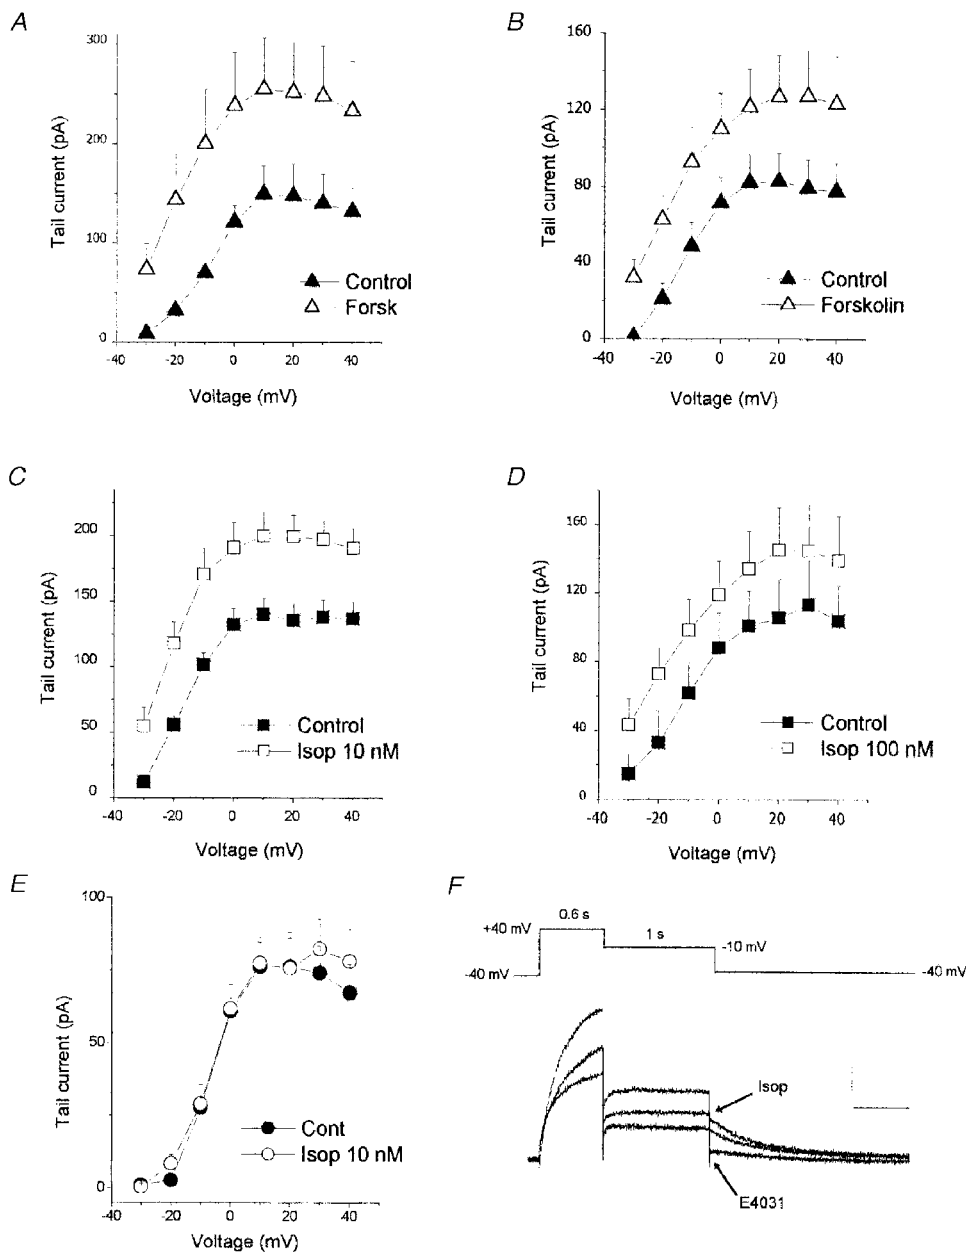 A
300
200
100
0
Tail current (pA)
-40 -20 0 20 40
Voltage (mV)
Control
Forsk
B
160
120
80
40
0
Tail current (pA)
-40 -20 0 20 40
Voltage (mV)
Control
Forskolin
C
200
150
100
50
0
Tail current (pA)
-40 -20 0 20 40
Voltage (mV)
Control
Isop 10 nM
D
160
120
80
40
0
Tail current (pA)
-40 -20 0 20 40
Voltage (mV)
Control
Isop 100 nM
E
100
50
0
Tail current (pA)
-40 -20 0 20 40
Voltage (mV)
Cont
Isop 10 nM
F
0.6 s
+40 mV
1 s
-10 mV
-40 mV
-40 mV
Isop
E4031